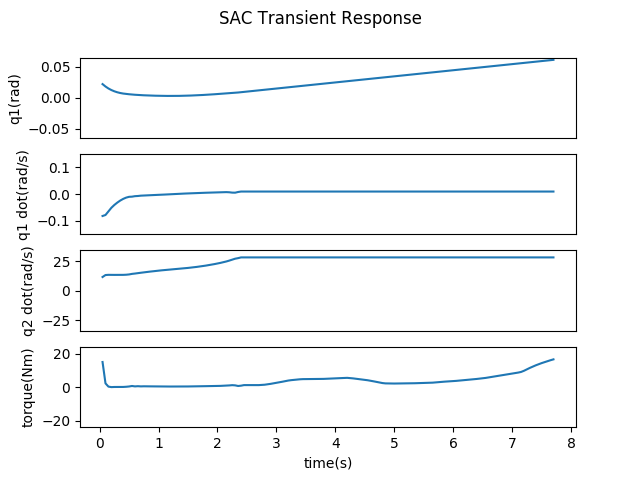 SAC Transient Response
q1(rad)
0.05
0.00
−0.05
q1 dot(rad/s)
0.1
0.0
−0.1
q2 dot(rad/s)
25
0
−25
torque(Nm)
20
0
−20
0 1 2 3 4 5 6 7 8
time(s)